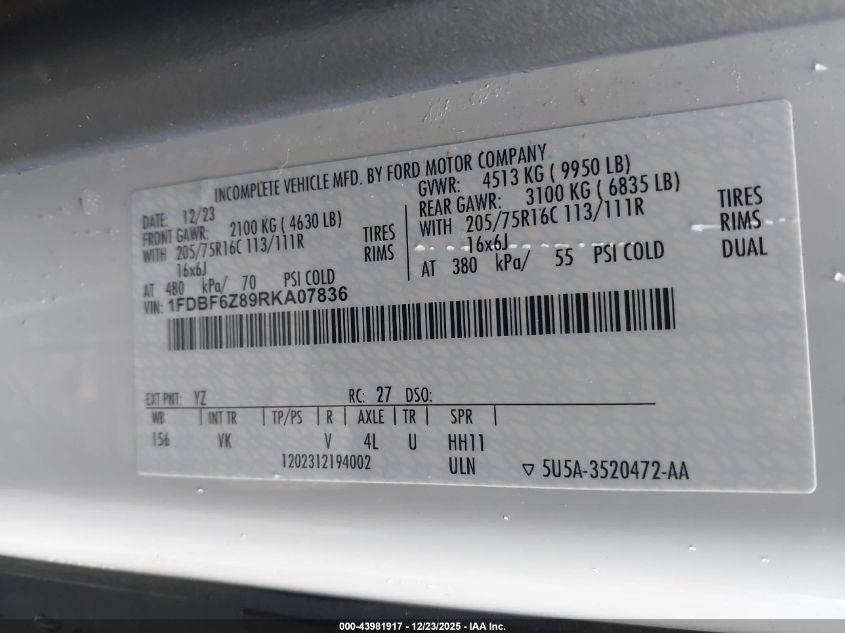 INCOMPLETE VEHICLE MFD. BY FORD MOTOR COMPANY
DATE: 12/23
FRONT GAWR: 2100 KG ( 4630 LB)
WITH 205/75R16C 113/111R TIRES
16x6J RIMS
AT 480 kPa/ 70 PSI COLD
GVWR: 4513 KG ( 9950 LB)
REAR GAWR: 3100 KG ( 6835 LB)
WITH 205/75R16C 113/111R TIRES
16x6J RIMS
AT 380 kPa/ 55 PSI COLD DUAL
VIN: 1FDBF6Z89RKA07836
EXT PNT: YZ RC: 27 DSO:
WB INT TR TP/PS R AXLE TR SPR
156 VK V 4L U HH11
1202312194002 ULN 5U5A-3520472-AA
000-43981917 - 12/23/2025 - IAA Inc.